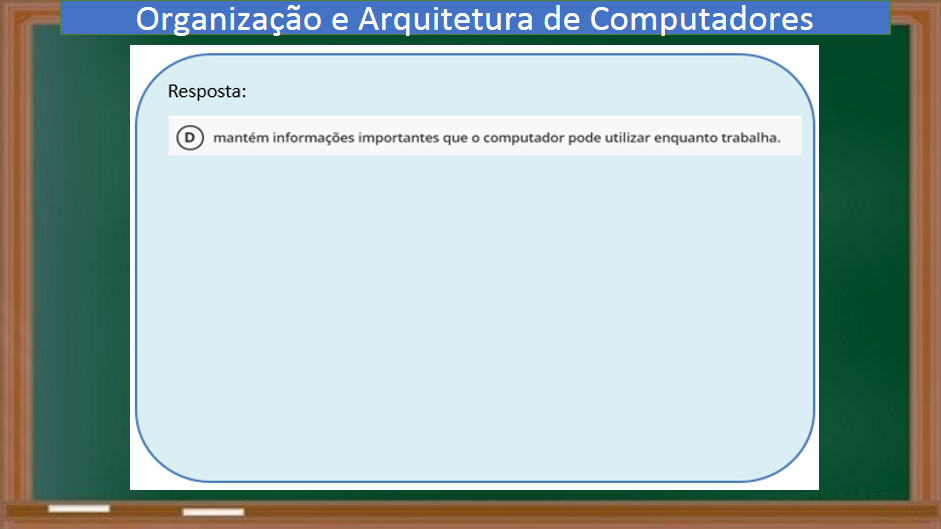 Organização e Arquitetura de Computadores
Resposta:
D mantém informações importantes que o computador pode utilizar enquanto trabalha.